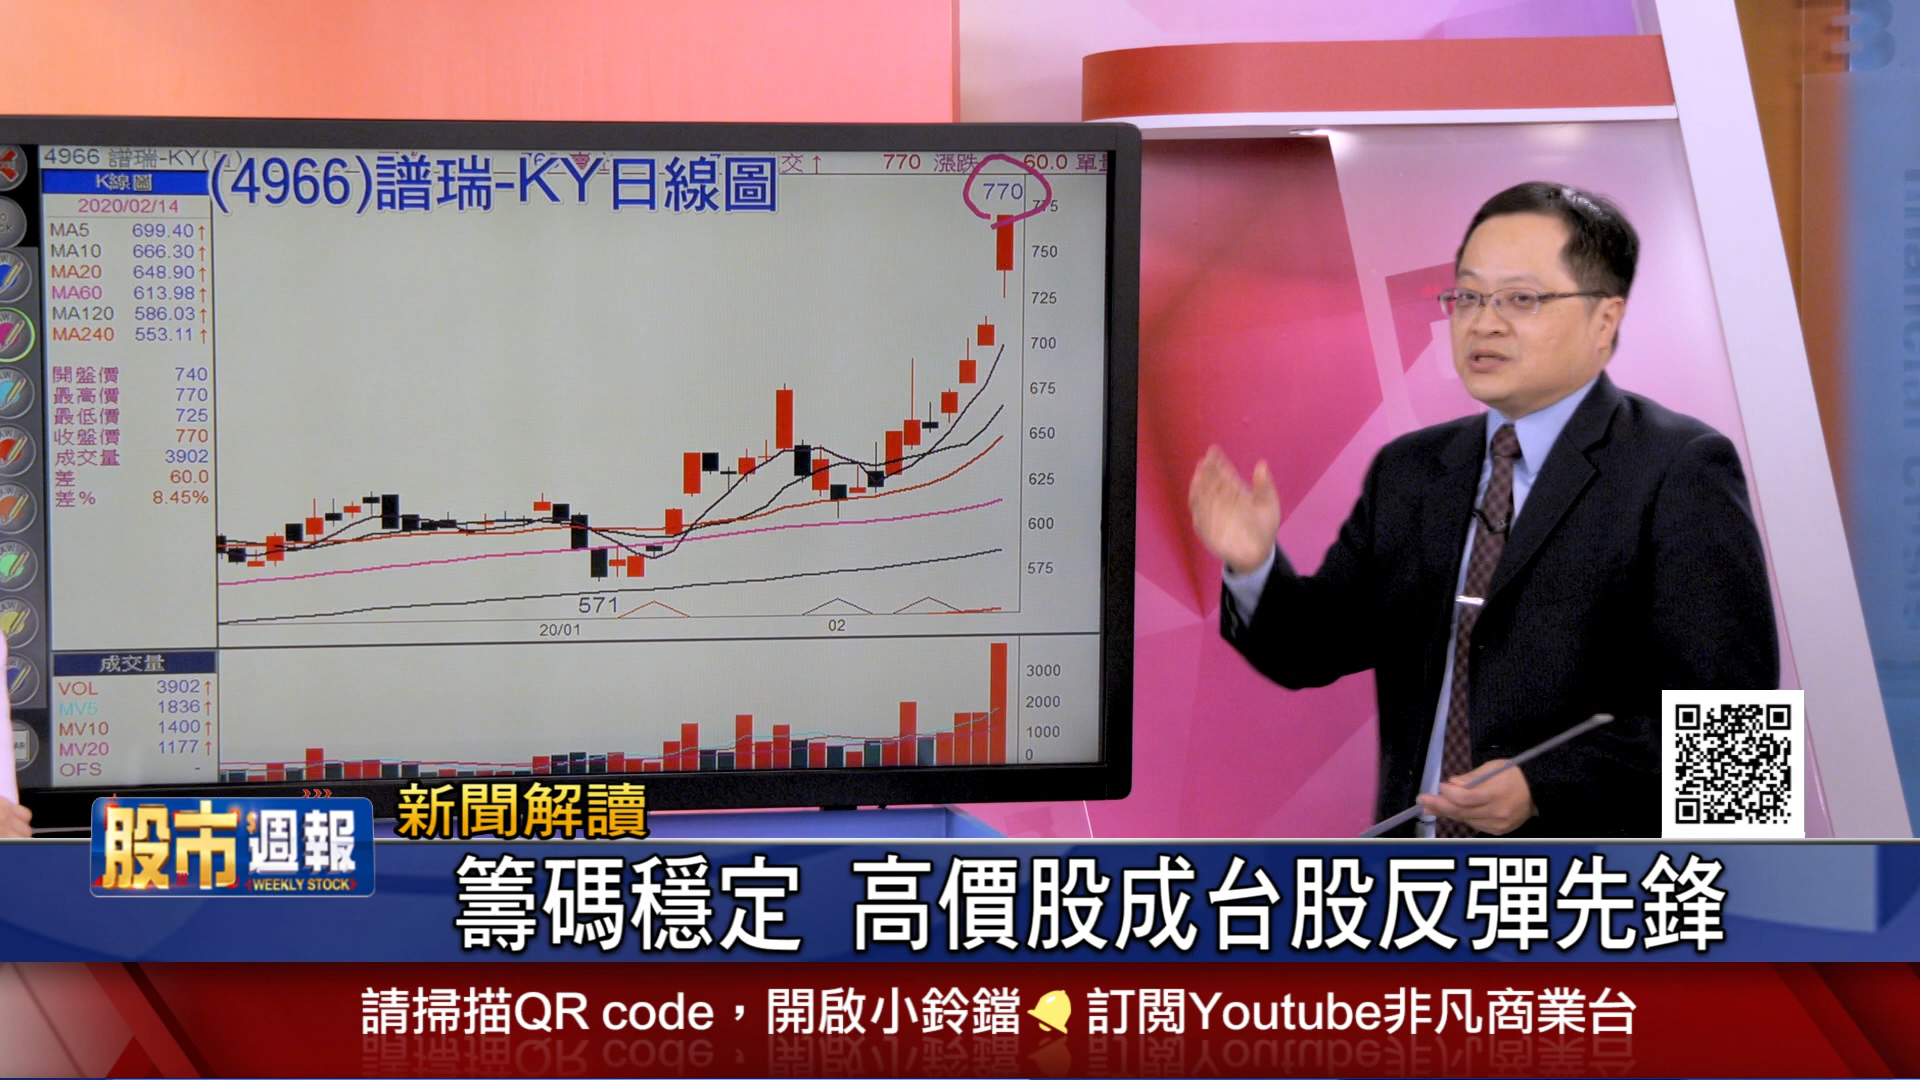 4966 譜瑞-KY
交↑ 770 漲跌 60.0 單量
(4966)譜瑞-KY日線圖
770
K線圖
2020/02/14
MA5 699.40↑
MA10 666.30↑
MA20 648.90↑
MA60 613.98↑
MA120 586.03↑
MA240 553.11↑
開盤價 740
最高價 770
最低價 725
收盤價 770
成交量 3902
差 60.0
差% 8.45%
775
750
725
700
675
650
625
600
575
571
20/01
02
成交量
VOL 3902↑
MV5 1836↑
MV10 1400↑
MV20 1177↑
OFS -
3000
2000
1000
0
股市週報
WEEKLY STOCK
新聞解讀
籌碼穩定 高價股成台股反彈先鋒
請掃描QR code，開啟小鈴鐺🔔訂閱Youtube非凡商業台